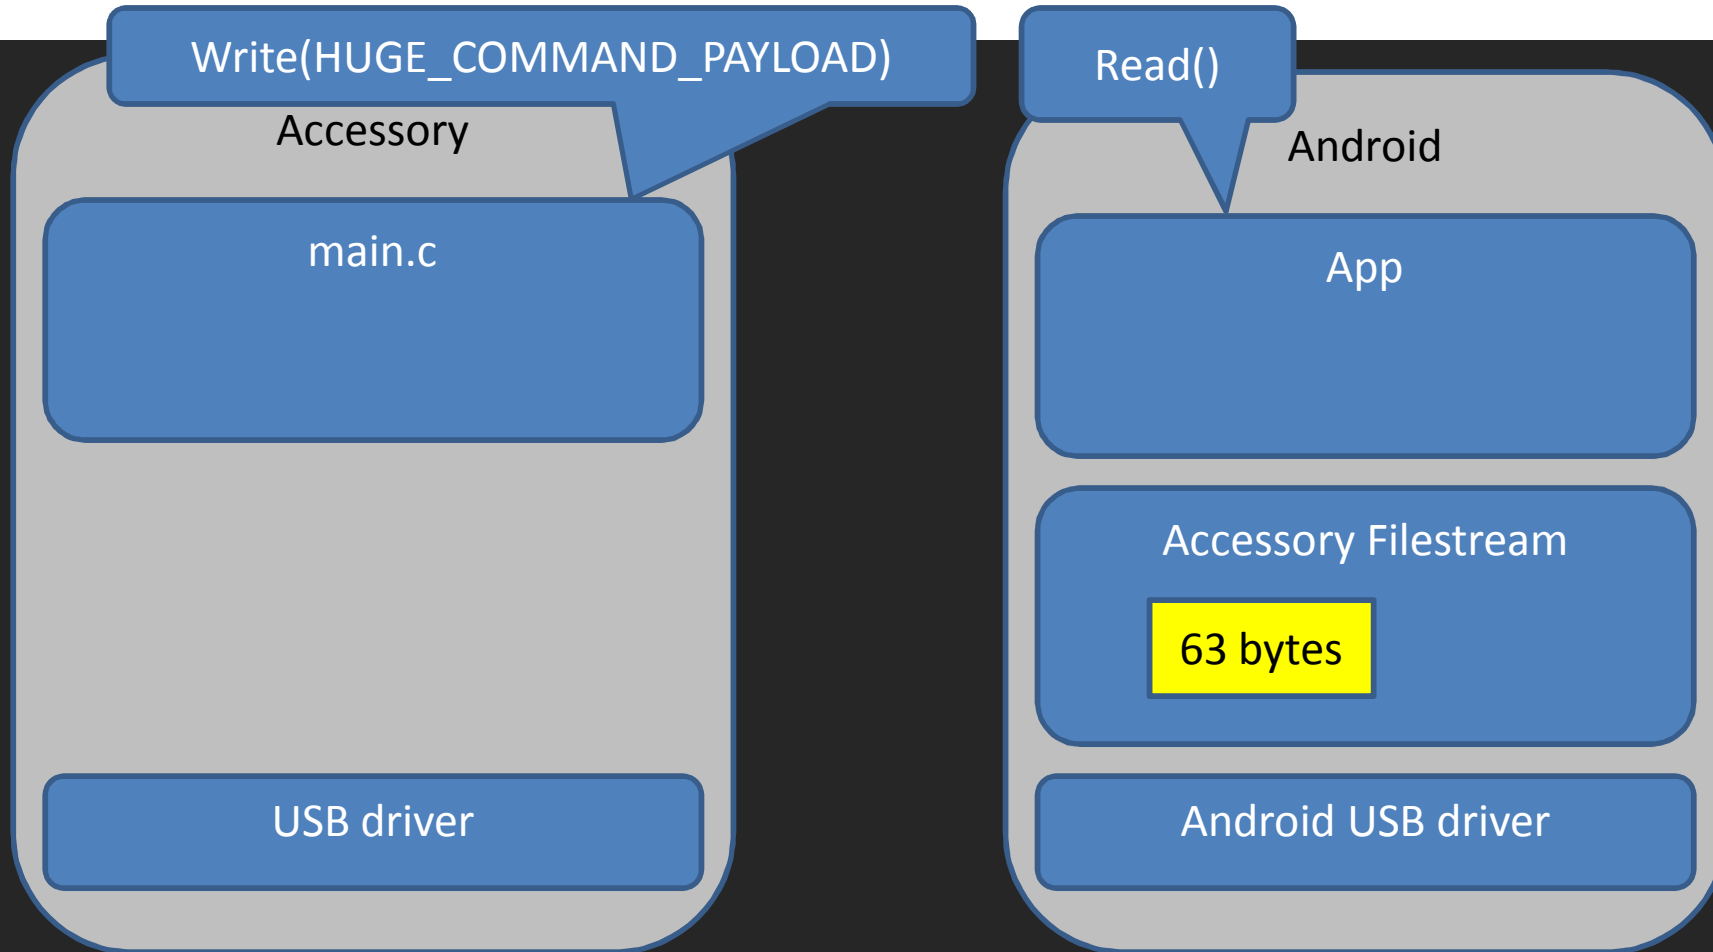 Write(HUGE_COMMAND_PAYLOAD)
Read()
Accessory
Android
main.c
App
Accessory Filestream
63 bytes
USB driver
Android USB driver